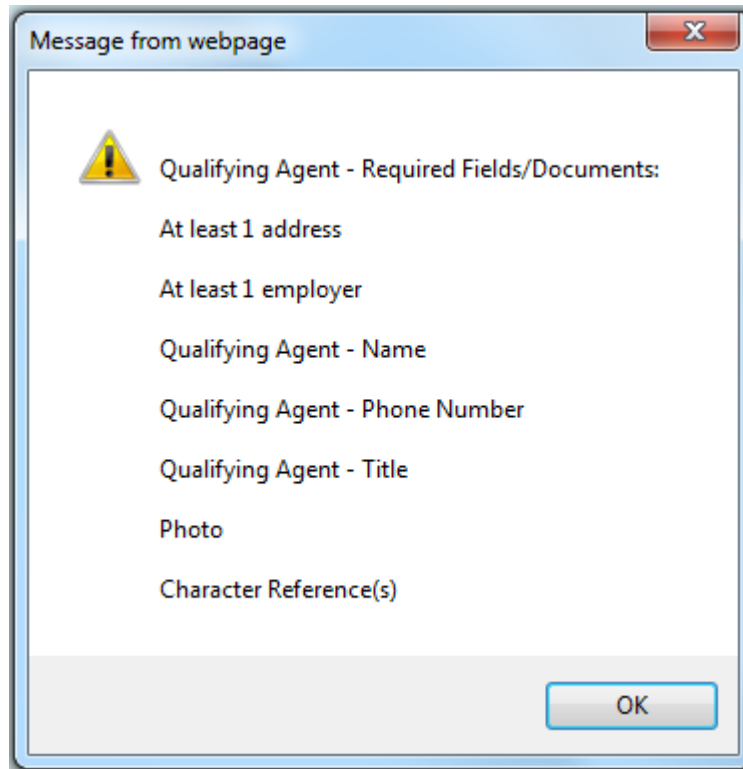 Message from webpage
Qualifying Agent - Required Fields/Documents:
At least 1 address
At least 1 employer
Qualifying Agent - Name
Qualifying Agent - Phone Number
Qualifying Agent - Title
Photo
Character Reference(s)
OK